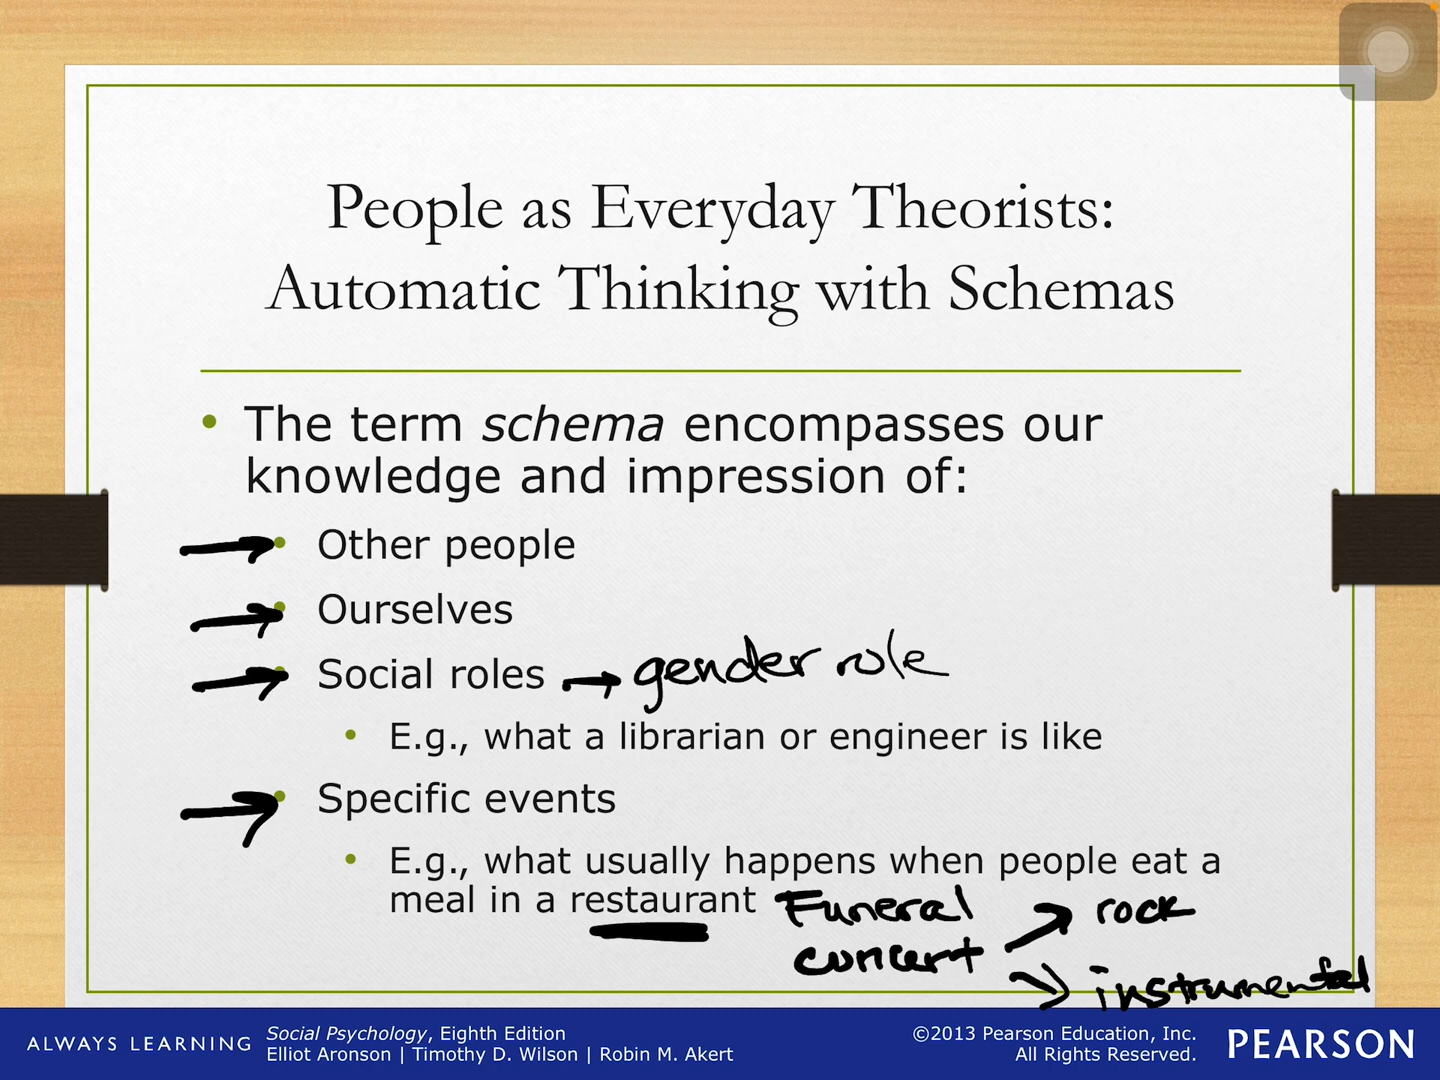 People as Everyday Theorists:
Automatic Thinking with Schemas
• The term schema encompasses our
knowledge and impression of:
• Other people
• Ourselves
• Social roles → gender role
• E.g., what a librarian or engineer is like
• Specific events
• E.g., what usually happens when people eat a
meal in a restaurant Funeral
concert → rock
→ instrumental
ALWAYS LEARNING
Social Psychology, Eighth Edition
Elliot Aronson | Timothy D. Wilson | Robin M. Akert
©2013 Pearson Education, Inc.
All Rights Reserved.
PEARSON